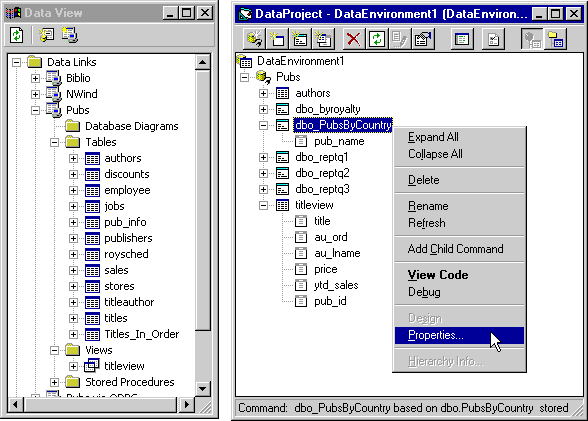 Data View
Data Links
Biblio
NWind
Pubs
Database Diagrams
Tables
authors
discounts
employee
jobs
pub_info
publishers
roysched
sales
stores
titleauthor
titles
Titles_In_Order
Views
titleview
Stored Procedures
DataProject - DataEnvironment1 (DataEnviron...
DataEnvironment1
Pubs
authors
dbo_byroyalty
dbo_PubsByCountry
pub_name
dbo_reptq1
dbo_reptq2
dbo_reptq3
titleview
title
au_ord
au_lname
price
ytd_sales
pub_id
Expand All
Collapse All
Delete
Rename
Refresh
Add Child Command
View Code
Debug
Design
Properties...
Hierarchy Info...
Command: dbo_PubsByCountry based on dbo.PubsByCountry stored